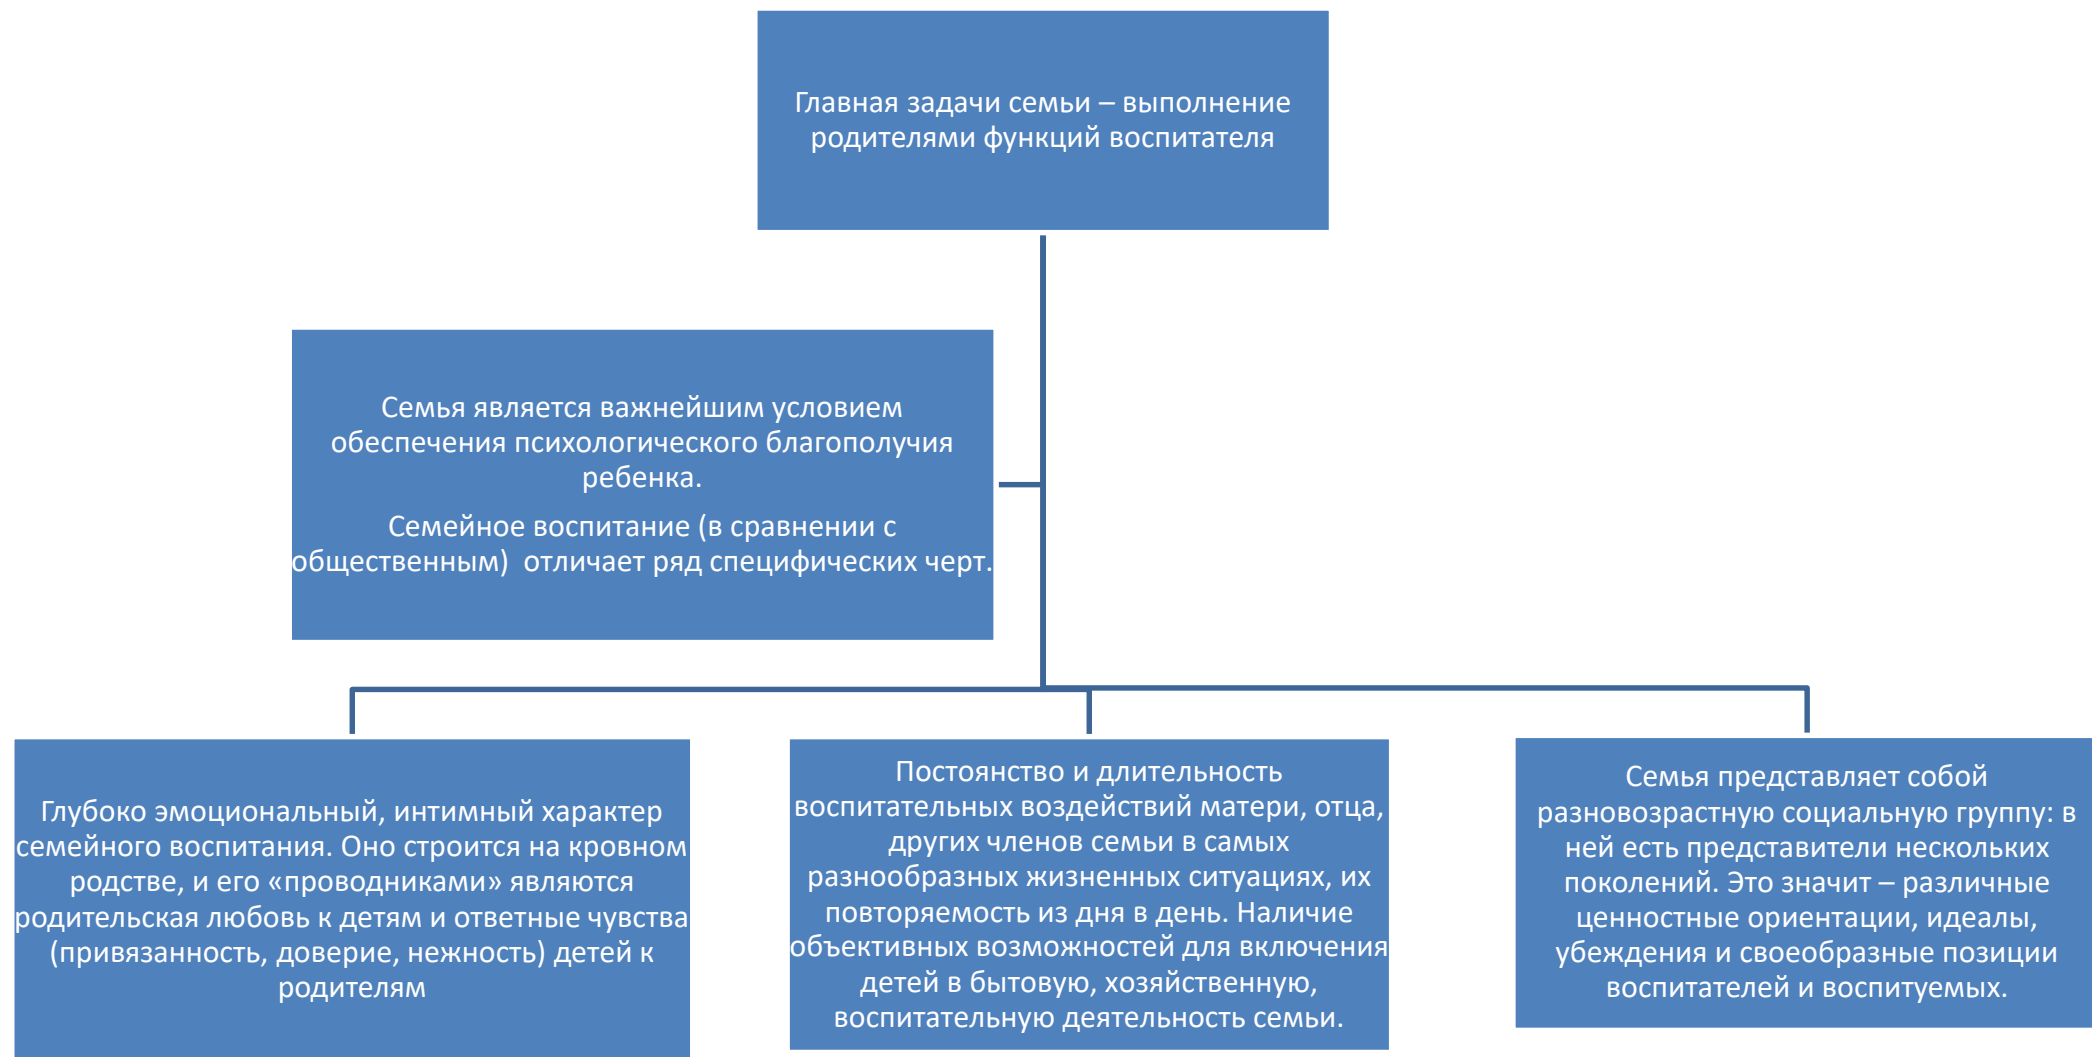 Главная задачи семьи – выполнение
родителями функций воспитателя
Семья является важнейшим условием
обеспечения психологического благополучия
ребенка.
Семейное воспитание (в сравнении с
общественным)  отличает ряд специфических черт.
Глубоко эмоциональный, интимный характер
семейного воспитания. Оно строится на кровном
родстве, и его «проводниками» являются
родительская любовь к детям и ответные чувства
(привязанность, доверие, нежность) детей к
родителям
Постоянство и длительность
воспитательных воздействий матери, отца,
других членов семьи в самых
разнообразных жизненных ситуациях, их
повторяемость из дня в день. Наличие
объективных возможностей для включения
детей в бытовую, хозяйственную,
воспитательную деятельность семьи.
Семья представляет собой
разновозрастную социальную группу: в
ней есть представители нескольких
поколений. Это значит – различные
ценностные ориентации, идеалы,
убеждения и своеобразные позиции
воспитателей и воспитуемых.